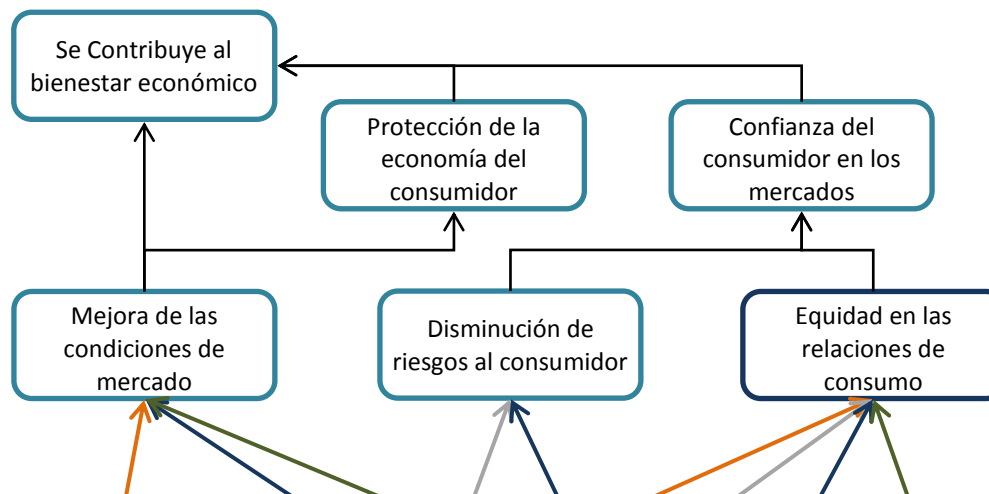 Se Contribuye al
bienestar económico
Protección de la
economía del
consumidor
Confianza del
consumidor en los
mercados
Mejora de las
condiciones de
mercado
Disminución de
riesgos al consumidor
Equidad en las
relaciones de
consumo